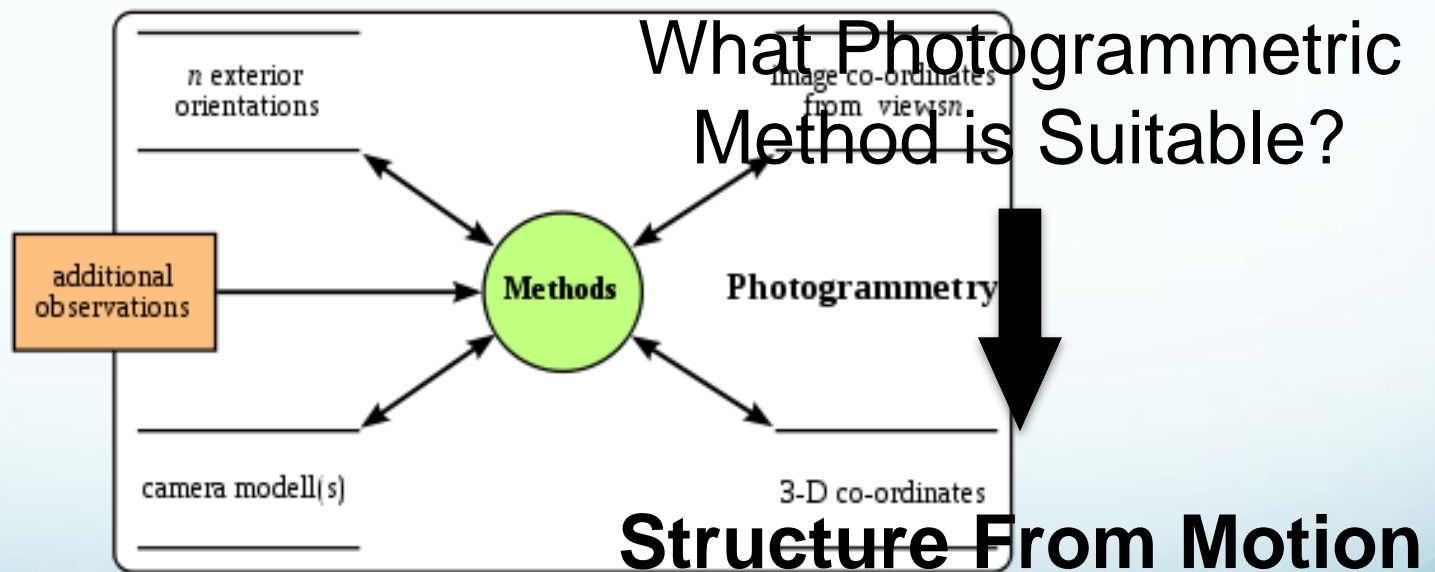 What Photogrammetric
Method is Suitable?
n exterior
orientations
image co-ordinates
from viewsn
additional
observations
Methods
Photogrammetry
camera modell(s)
3-D co-ordinates
Structure From Motion